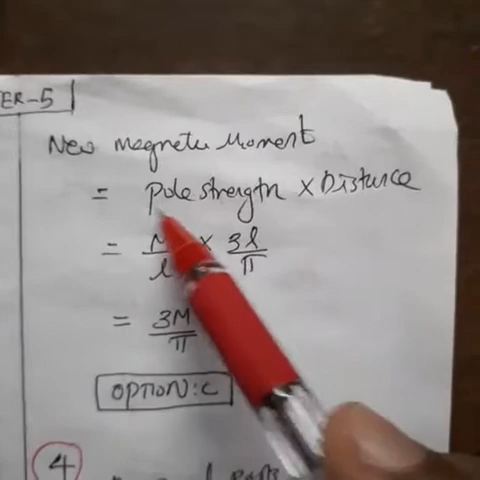 ER-5
New magnetic Moment
= Pole strength × Distance
= M/l × 3l/π
= 3M/π
OPTION:C
4